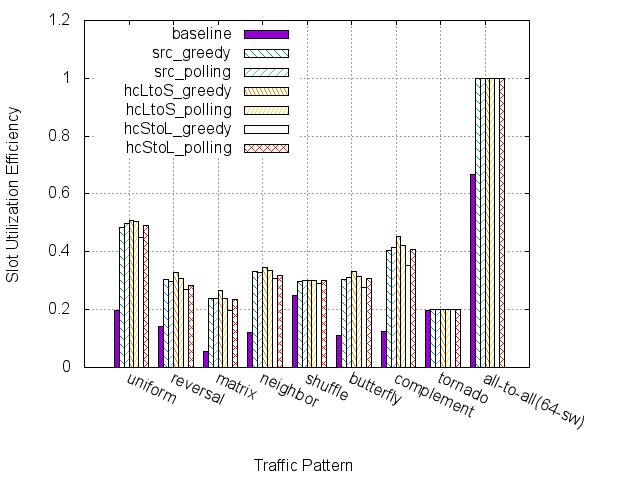 1.2
1
0.8
0.6
0.4
0.2
0
Slot Utilization Efficiency
baseline
src_greedy
src_polling
hcLtoS_greedy
hcLtoS_polling
hcStoL_greedy
hcStoL_polling
uniform
reversal
matrix
neighbor
shuffle
butterfly
complement
tornado
all-to-all(64-sw)
Traffic Pattern